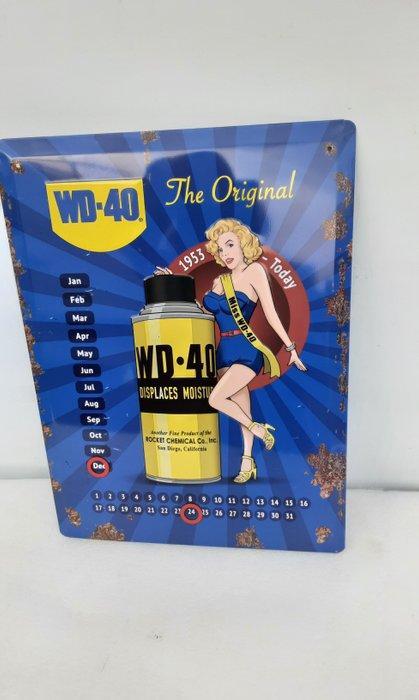 WD-40®
The Original
1953 Today
Miss WD-40
Jan
Feb
Mar
Apr
May
Jun
Jul
Aug
Sep
Oct
Nov
Dec
WD•40
DISPLACES MOISTU
Another Fine Product of the
ROCKET CHEMICAL Co., Inc.
San Diego, California
1 2 3 4 5 6 7 8 9 10 11 12 13 14 15 16
17 18 19 20 21 22 23 24 25 26 27 28 29 30 31